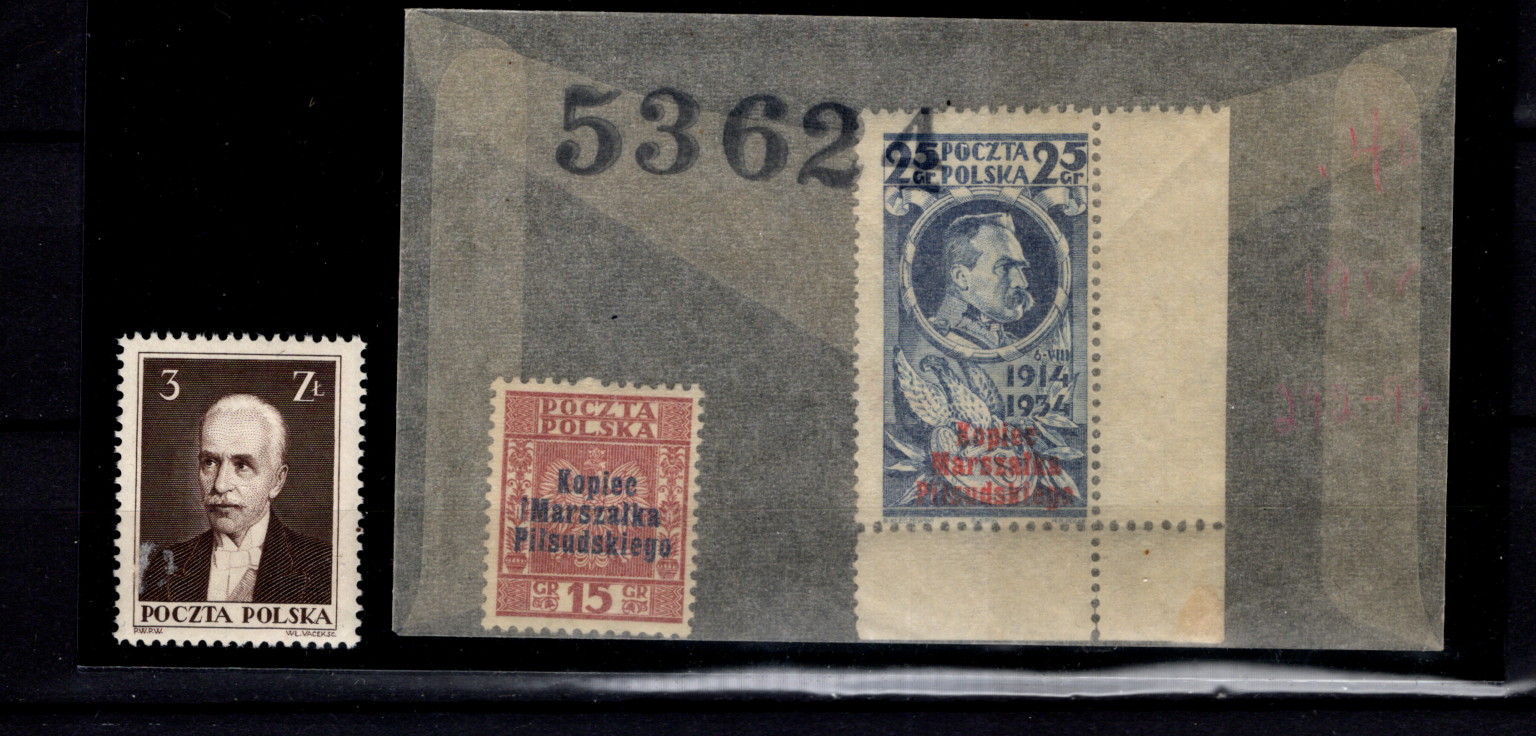 53624
3 ZŁ
POCZTA POLSKA
P.W.P.W. WŁ.VACEK SC.
POCZTA
POLSKA
Kopiec
Marszałka
Piłsudskiego
GR 15 GR
25 GR POCZTA POLSKA 25 GR
6-VIII
1914
1934
Kopiec
Marszałka
Piłsudskiego